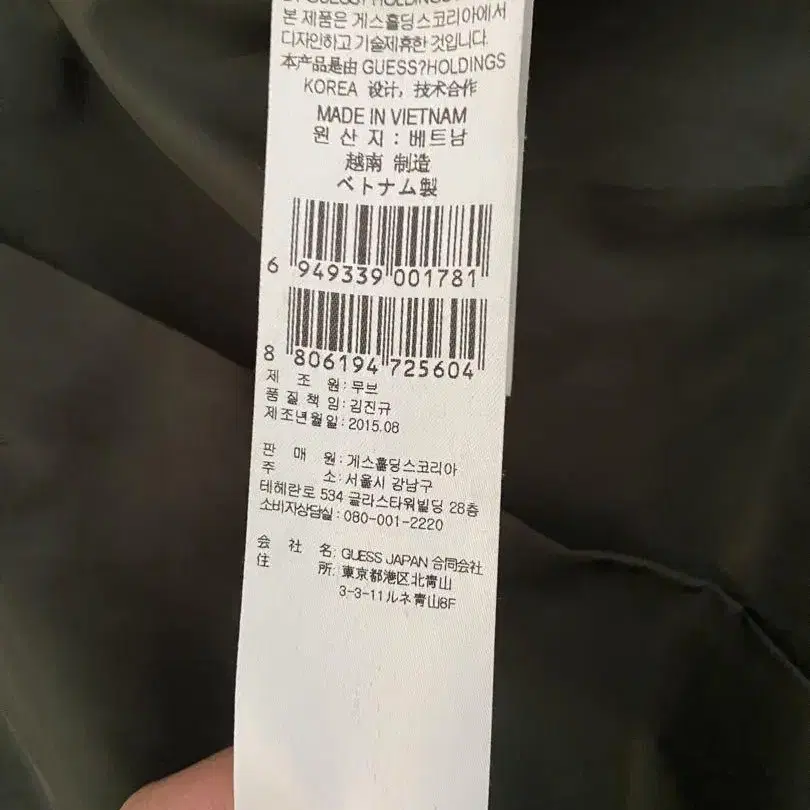 BY GUESS? HOLDINGS
본 제품은 게스홀딩스코리아에서
디자인하고 기술제휴한 것입니다.
本产品是由 GUESS?HOLDINGS
KOREA 设计, 技术合作
MADE IN VIETNAM
원 산 지 : 베트남
越南 制造
ベトナム製
6 949339 001781
8 806194 725604
제 조 원: 무브
품 질 책 임: 김진규
제조년월일: 2015.08
판 매 원: 게스홀딩스코리아
주 소: 서울시 강남구
테헤란로 534 글라스타워빌딩 28층
소비자상담실: 080-001-2220
会 社 名: GUESS JAPAN 合同会社
住 所: 東京都港区北青山
3-3-11ルネ青山8F